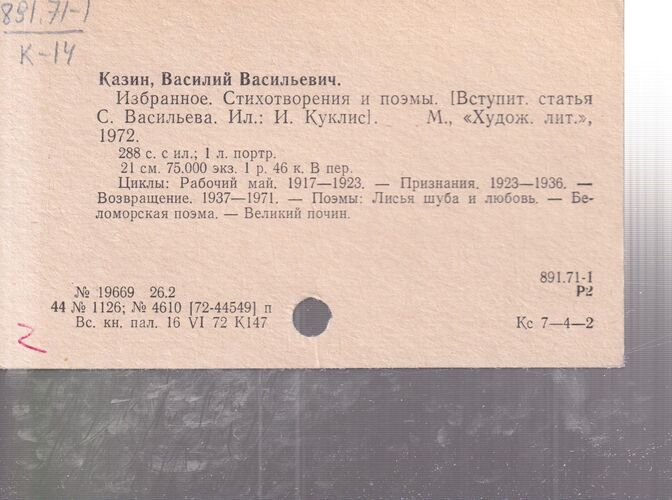 891.71-1
К-14
Казин, Василий Васильевич.
Избранное. Стихотворения и поэмы. [Вступит. статья
С. Васильева. Ил.: И. Куклис]. М., «Худож. лит.»,
1972.
288 с. с ил.; 1 л. портр.
21 см. 75.000 экз. 1 р. 46 к. В пер.
Циклы: Рабочий май. 1917—1923. — Признания. 1923—1936. —
Возвращение. 1937—1971. — Поэмы: Лисья шуба и любовь. — Бе-
ломорская поэма. — Великий почин.
891.71-1
Р2
№ 19669 26.2
44 № 1126; № 4610 [72-44549] п
Вс. кн. пал. 16 VI 72 К147
Кс 7—4—2
2